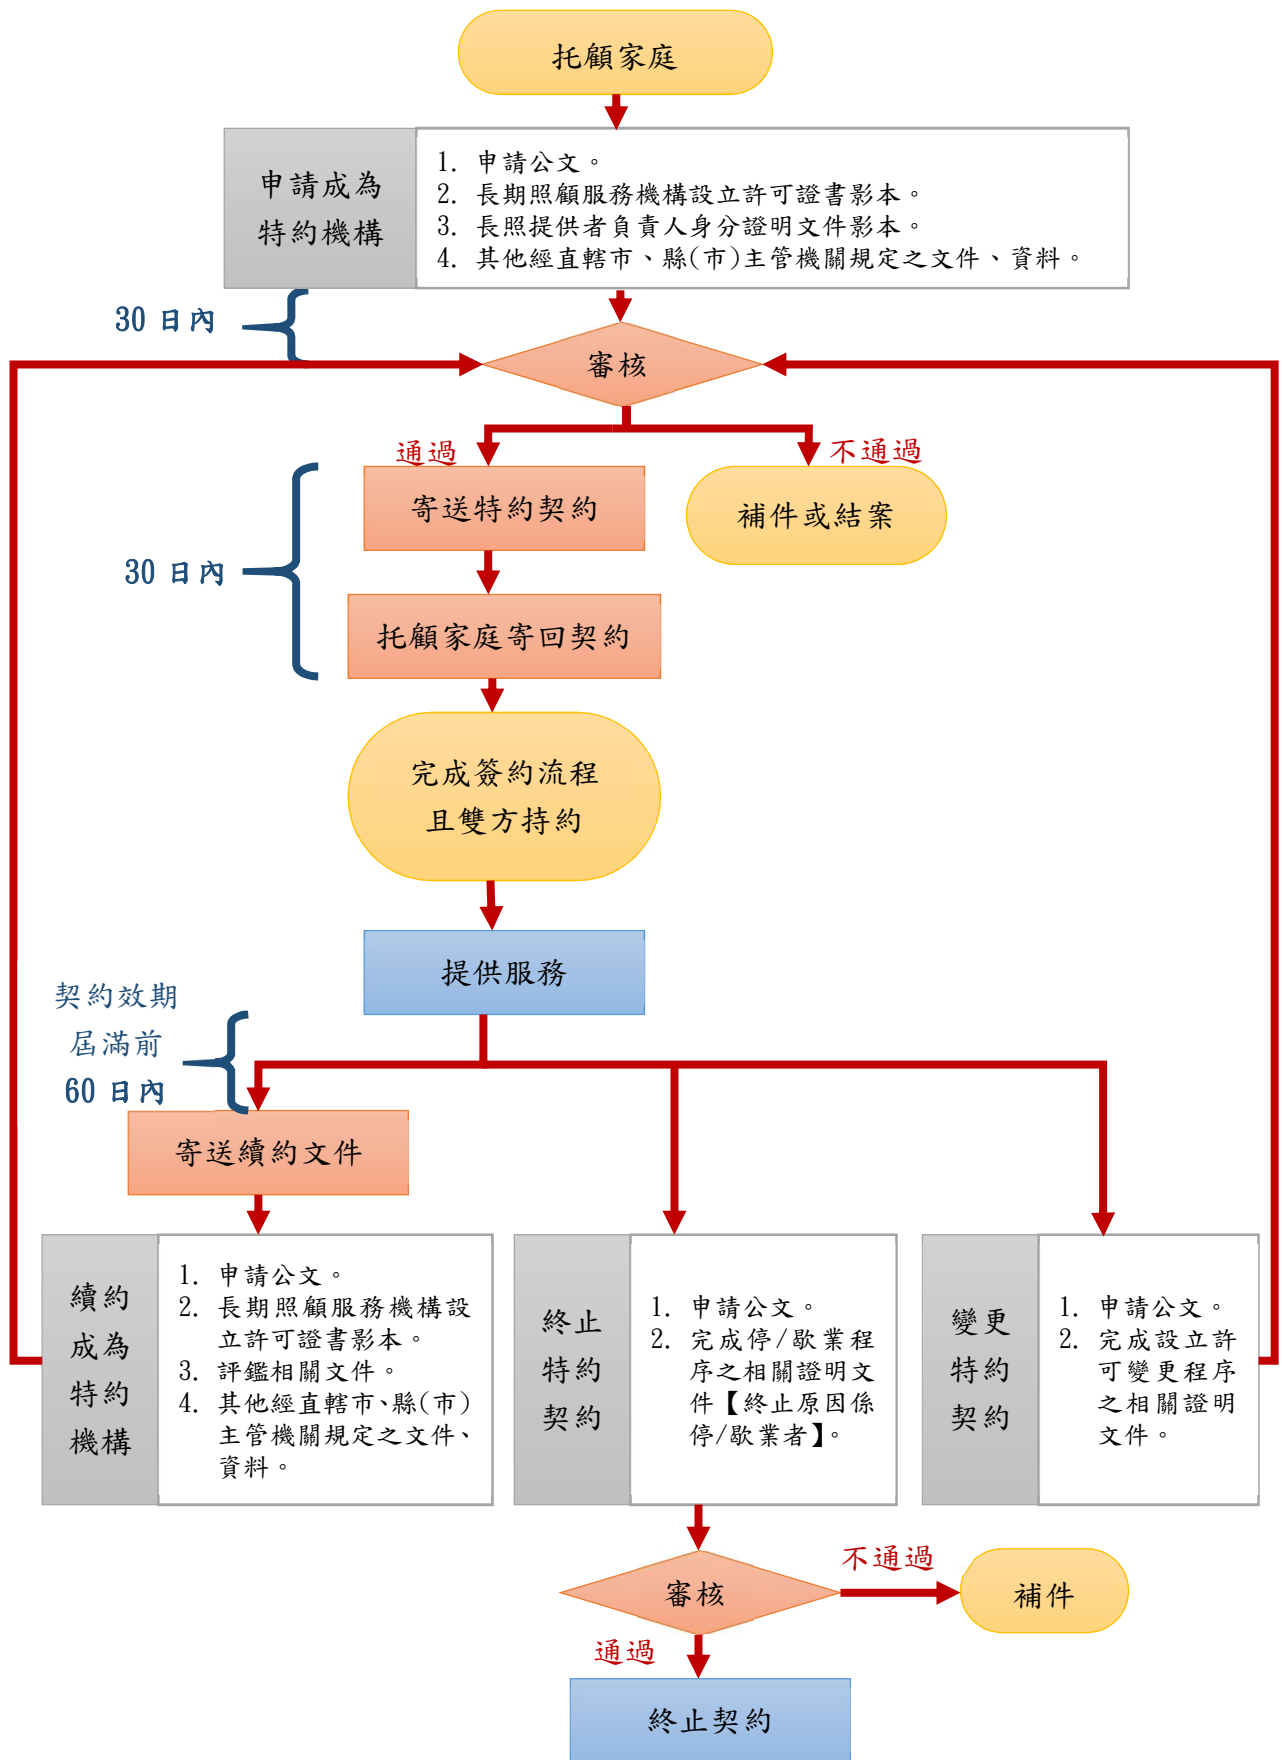 托顧家庭
申請成為
特約機構
1. 申請公文。
2. 長期照顧服務機構設立許可證書影本。
3. 長照提供者負責人身分證明文件影本。
4. 其他經直轄市、縣(市)主管機關規定之文件、資料。
30 日內
審核
通過
不通過
寄送特約契約
補件或結案
30 日內
托顧家庭寄回契約
完成簽約流程
且雙方持約
提供服務
契約效期
屆滿前
60 日內
寄送續約文件
續約
成為
特約
機構
1. 申請公文。
2. 長期照顧服務機構設
立許可證書影本。
3. 評鑑相關文件。
4. 其他經直轄市、縣(市)
主管機關規定之文件、
資料。
終止
特約
契約
1. 申請公文。
2. 完成停/歇業程
序之相關證明文
件【終止原因係
停/歇業者】。
變更
特約
契約
1. 申請公文。
2. 完成設立許
可變更程序
之相關證明
文件。
審核
不通過
補件
通過
終止契約